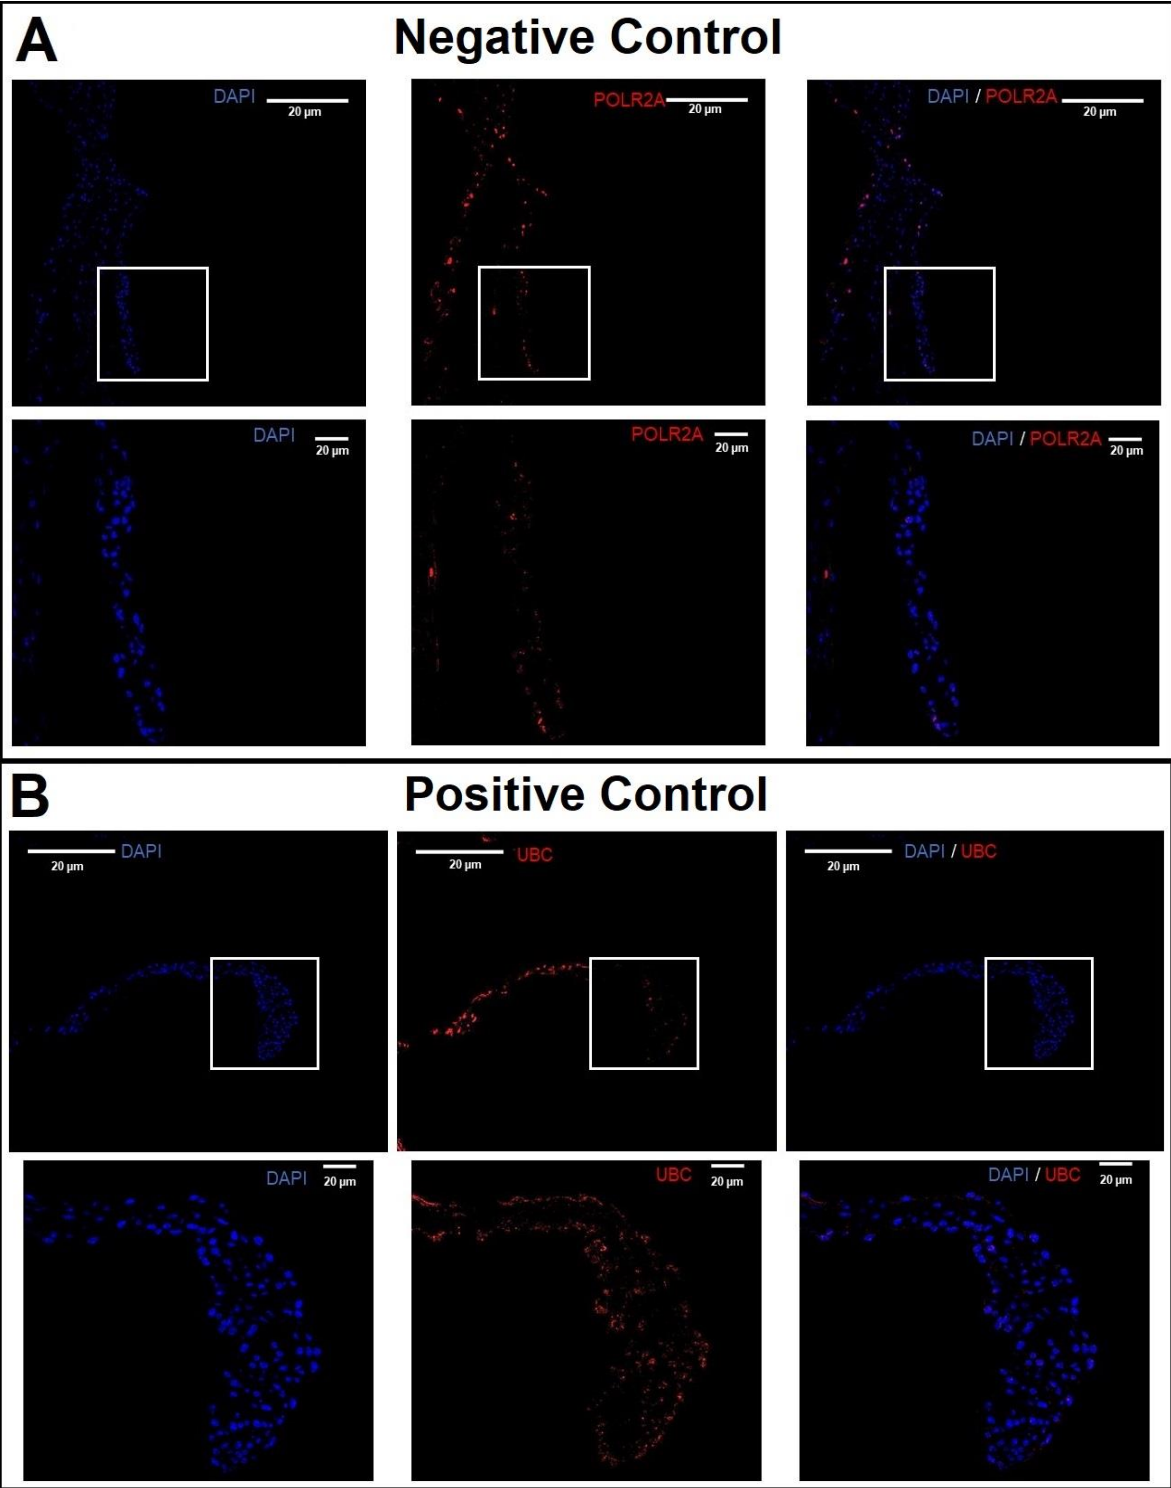 A
Negative Control
DAPI
20 µm
POLR2A
20 µm
DAPI / POLR2A
20 µm
DAPI
20 µm
POLR2A
20 µm
DAPI / POLR2A
20 µm
B
Positive Control
DAPI
20 µm
UBC
20 µm
DAPI / UBC
20 µm
DAPI
20 µm
UBC
20 µm
DAPI / UBC
20 µm